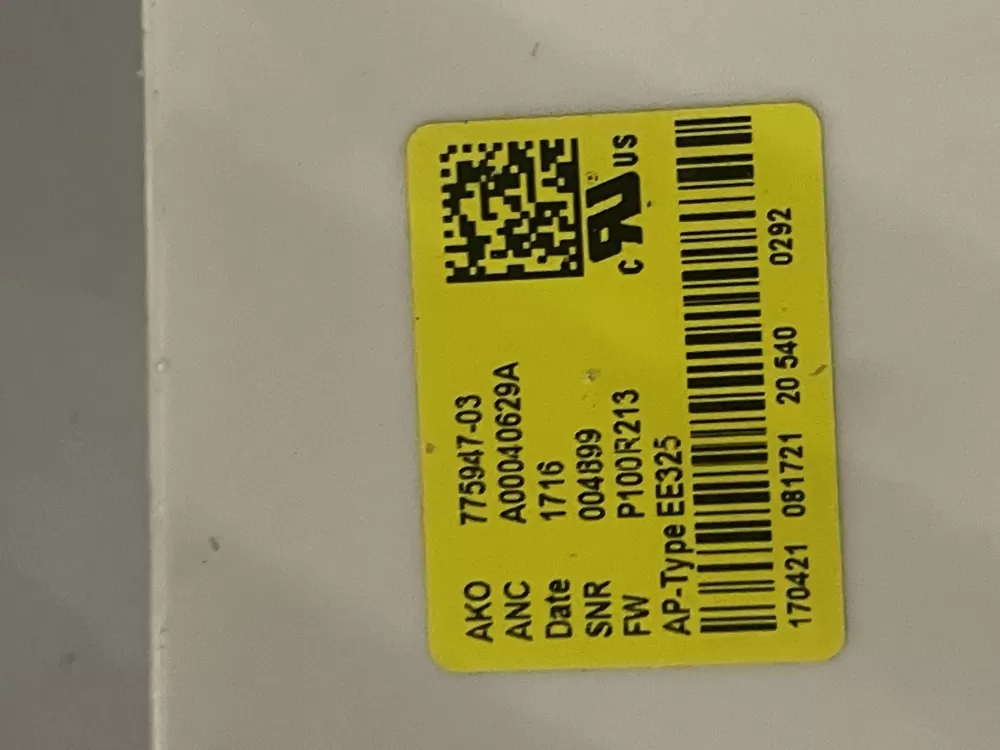 AKO 775947-03
ANC A00040629A
Date 1716
SNR 004899
FW P100R213
AP-Type EE325
170421 081721 20 540 0292
C US